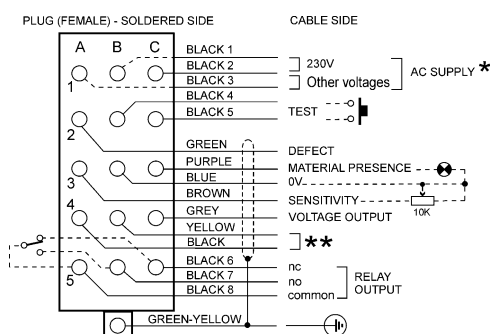 PLUG (FEMALE) - SOLDERED SIDE CABLE SIDE
A B C
BLACK 1
BLACK 2 230V
1 BLACK 3 Other voltages AC SUPPLY *
BLACK 4
BLACK 5 TEST
2
GREEN DEFECT
PURPLE MATERIAL PRESENCE
BLUE 0V
3 BROWN SENSITIVITY 10K
GREY VOLTAGE OUTPUT
4 YELLOW
BLACK **
BLACK 6 nc
5 BLACK 7 no RELAY OUTPUT
BLACK 8 common
GREEN-YELLOW